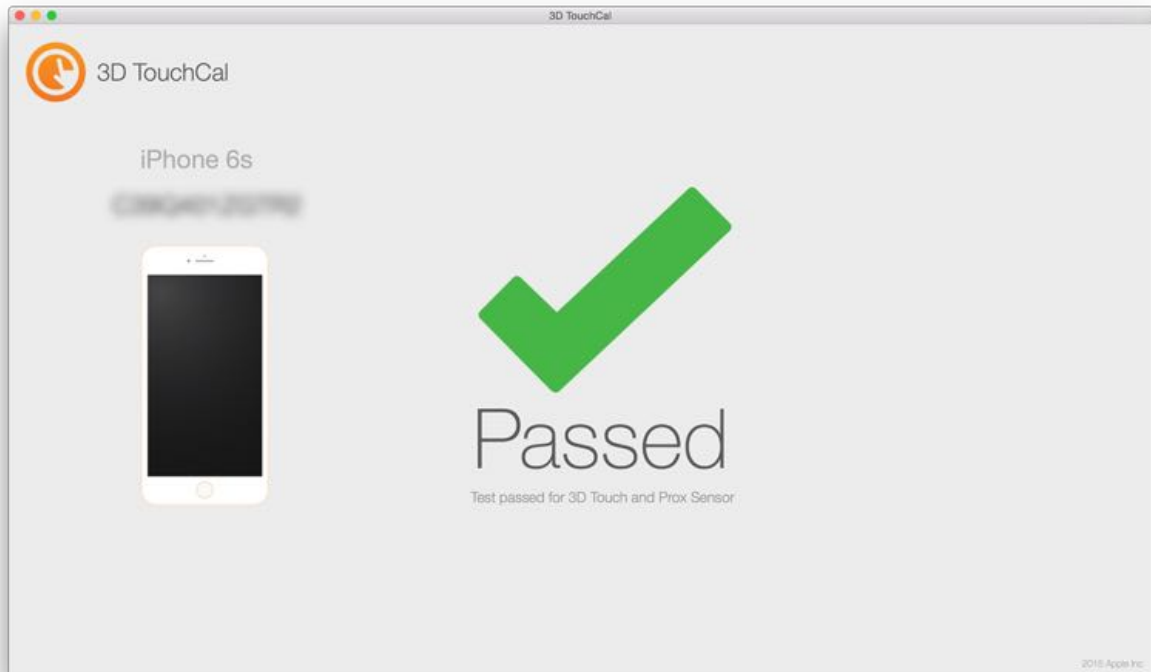 3D TouchCal
3D TouchCal
iPhone 6s
Passed
Test passed for 3D Touch and Prox Sensor
2015 Apple Inc